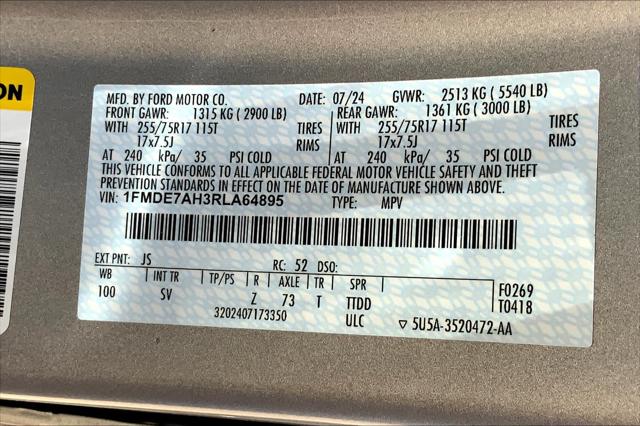 ON
MFD. BY FORD MOTOR CO. DATE: 07/24 GVWR: 2513 KG ( 5540 LB)
FRONT GAWR: 1315 KG ( 2900 LB) REAR GAWR: 1361 KG ( 3000 LB)
WITH 255/75R17 115T TIRES WITH 255/75R17 115T TIRES
17x7.5J RIMS 17x7.5J RIMS
AT 240 kPa/ 35 PSI COLD AT 240 kPa/ 35 PSI COLD
THIS VEHICLE CONFORMS TO ALL APPLICABLE FEDERAL MOTOR VEHICLE SAFETY AND THEFT
PREVENTION STANDARDS IN EFFECT ON THE DATE OF MANUFACTURE SHOWN ABOVE.
VIN: 1FMDE7AH3RLA64895 TYPE: MPV
EXT PNT: JS RC: 52 DSO:
WB INT TR TP/PS R AXLE TR SPR F0269
100 SV Z 73 T TTDD T0418
3202407173350 ULC ▽ 5U5A-3520472-AA